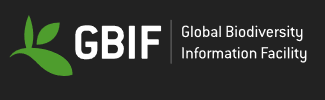 GBIF
Global Biodiversity
Information Facility